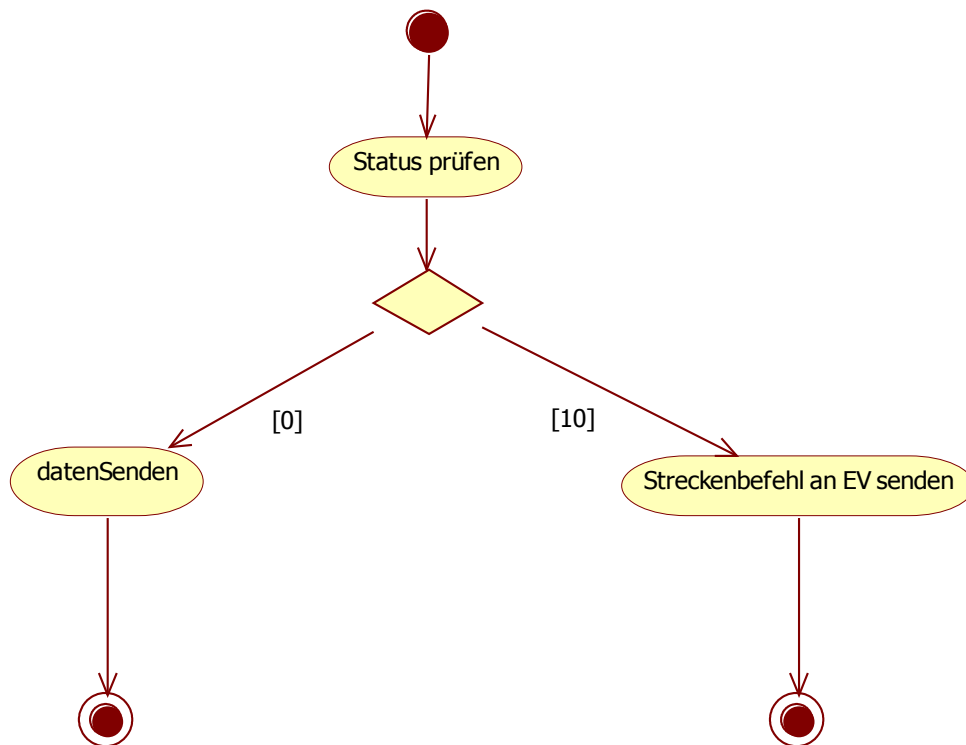 Status prüfen
[0]
[10]
datenSenden
Streckenbefehl an EV senden